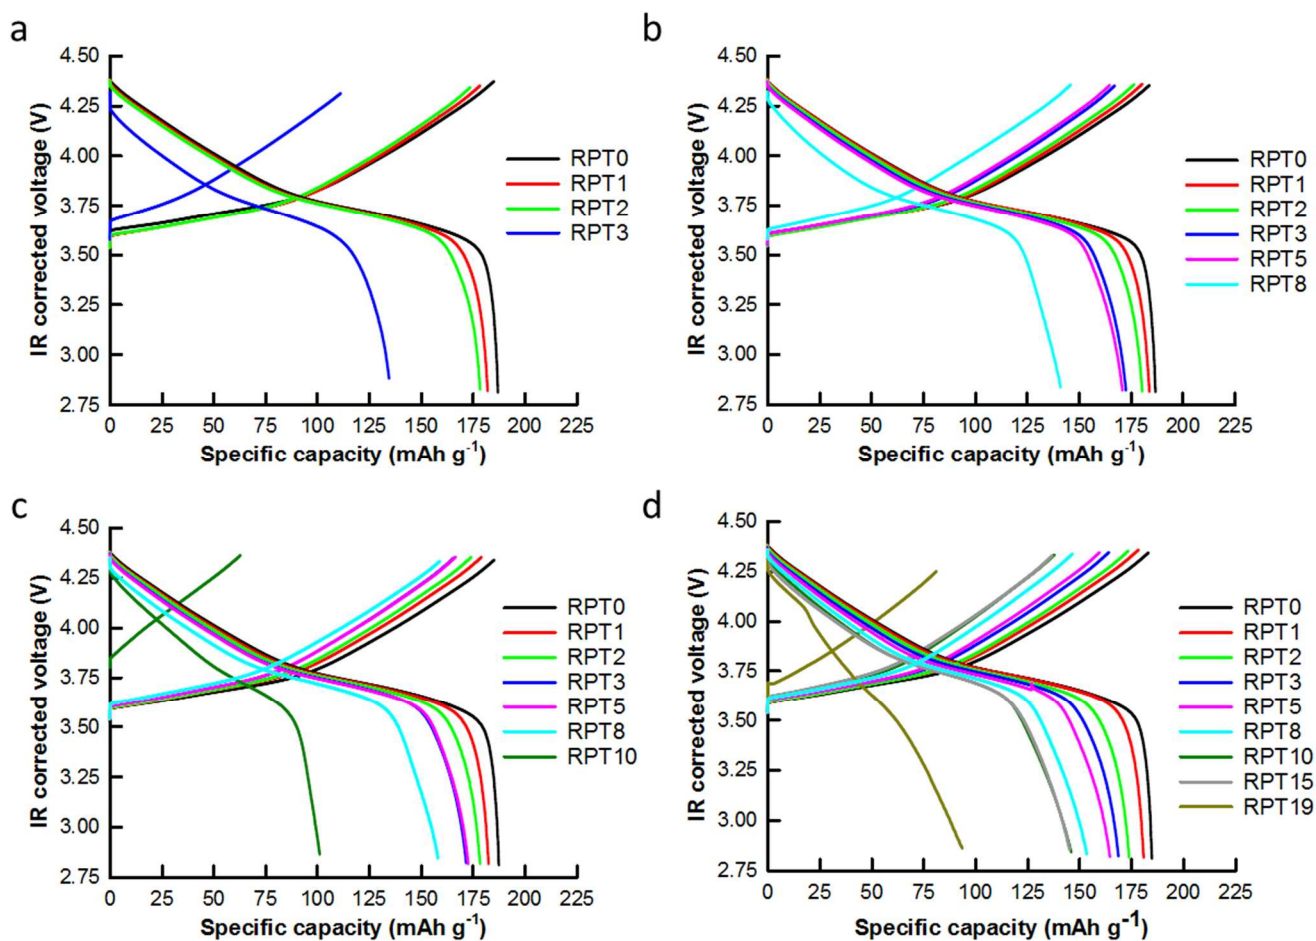 a
IR corrected voltage (V)
4.50
4.25
4.00
3.75
3.50
3.25
3.00
2.75
0 25 50 75 100 125 150 175 200 225
Specific capacity (mAh g-1)
RPT0
RPT1
RPT2
RPT3
b
IR corrected voltage (V)
4.50
4.25
4.00
3.75
3.50
3.25
3.00
2.75
0 25 50 75 100 125 150 175 200 225
Specific capacity (mAh g-1)
RPT0
RPT1
RPT2
RPT3
RPT5
RPT8
c
IR corrected voltage (V)
4.50
4.25
4.00
3.75
3.50
3.25
3.00
2.75
0 25 50 75 100 125 150 175 200 225
Specific capacity (mAh g-1)
RPT0
RPT1
RPT2
RPT3
RPT5
RPT8
RPT10
d
IR corrected voltage (V)
4.50
4.25
4.00
3.75
3.50
3.25
3.00
2.75
0 25 50 75 100 125 150 175 200 225
Specific capacity (mAh g-1)
RPT0
RPT1
RPT2
RPT3
RPT5
RPT8
RPT10
RPT15
RPT19